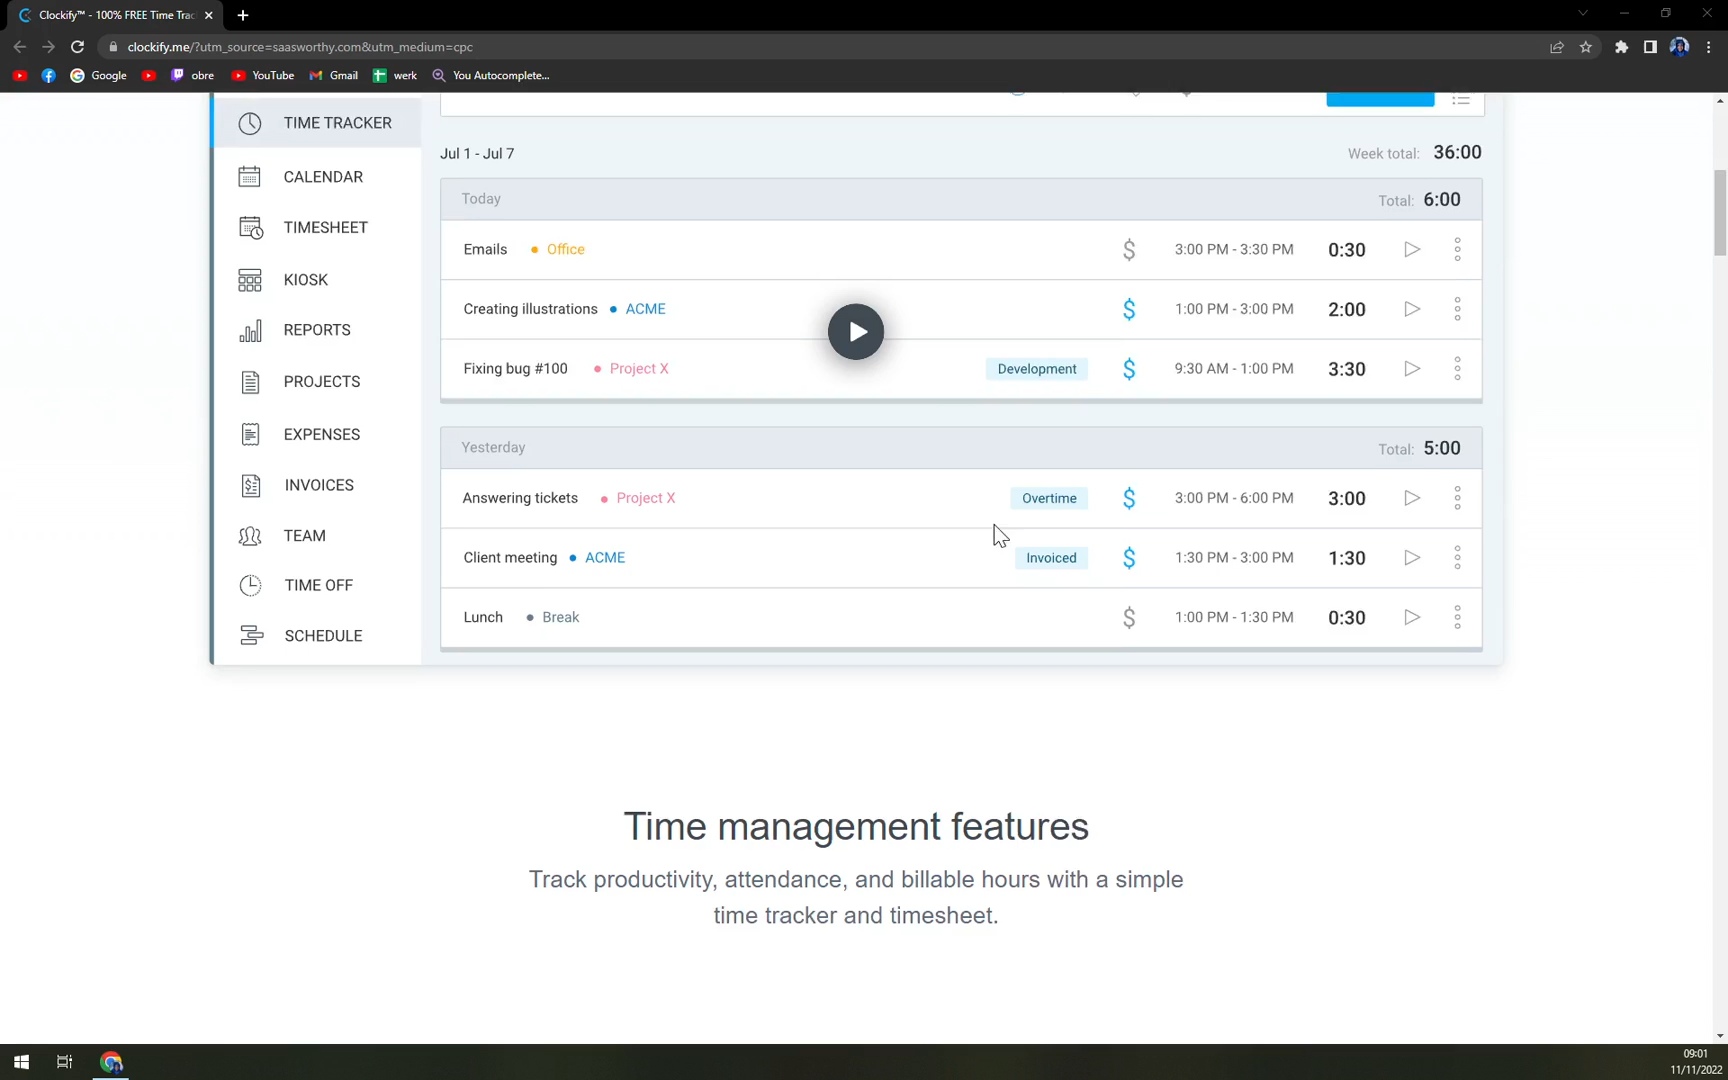 Clockify™ - 100% FREE Time Trac
clockify.me/?utm_source=saasworthy.com&utm_medium=cpc
Google obre YouTube Gmail werk You Autocomplete...
TIME TRACKER
CALENDAR
TIMESHEET
KIOSK
REPORTS
PROJECTS
EXPENSES
INVOICES
TEAM
TIME OFF
SCHEDULE
Jul 1 - Jul 7 Week total: 36:00
Today Total: 6:00
Emails • Office $ 3:00 PM - 3:30 PM 0:30
Creating illustrations • ACME $ 1:00 PM - 3:00 PM 2:00
Fixing bug #100 • Project X Development $ 9:30 AM - 1:00 PM 3:30
Yesterday Total: 5:00
Answering tickets • Project X Overtime $ 3:00 PM - 6:00 PM 3:00
Client meeting • ACME Invoiced $ 1:30 PM - 3:00 PM 1:30
Lunch • Break $ 1:00 PM - 1:30 PM 0:30
Time management features
Track productivity, attendance, and billable hours with a simple
time tracker and timesheet.
09:01
11/11/2022